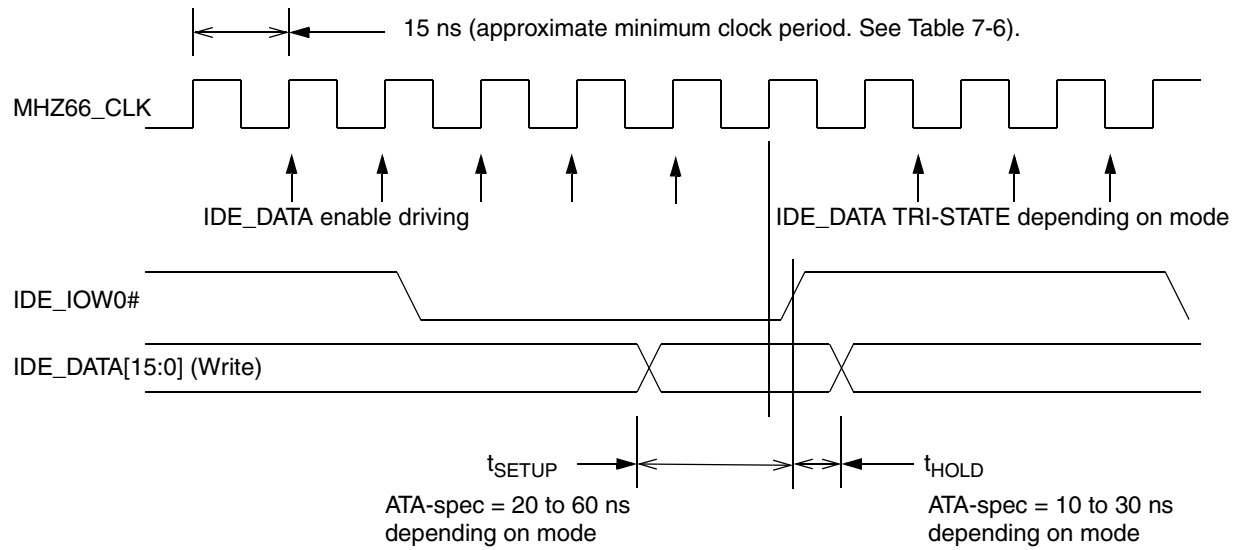 15 ns (approximate minimum clock period. See Table 7-6).
MHZ66_CLK
IDE_DATA enable driving
IDE_DATA TRI-STATE depending on mode
IDE_IOW0#
IDE_DATA[15:0] (Write)
tSETUP
tHOLD
ATA-spec = 20 to 60 ns
depending on mode
ATA-spec = 10 to 30 ns
depending on mode